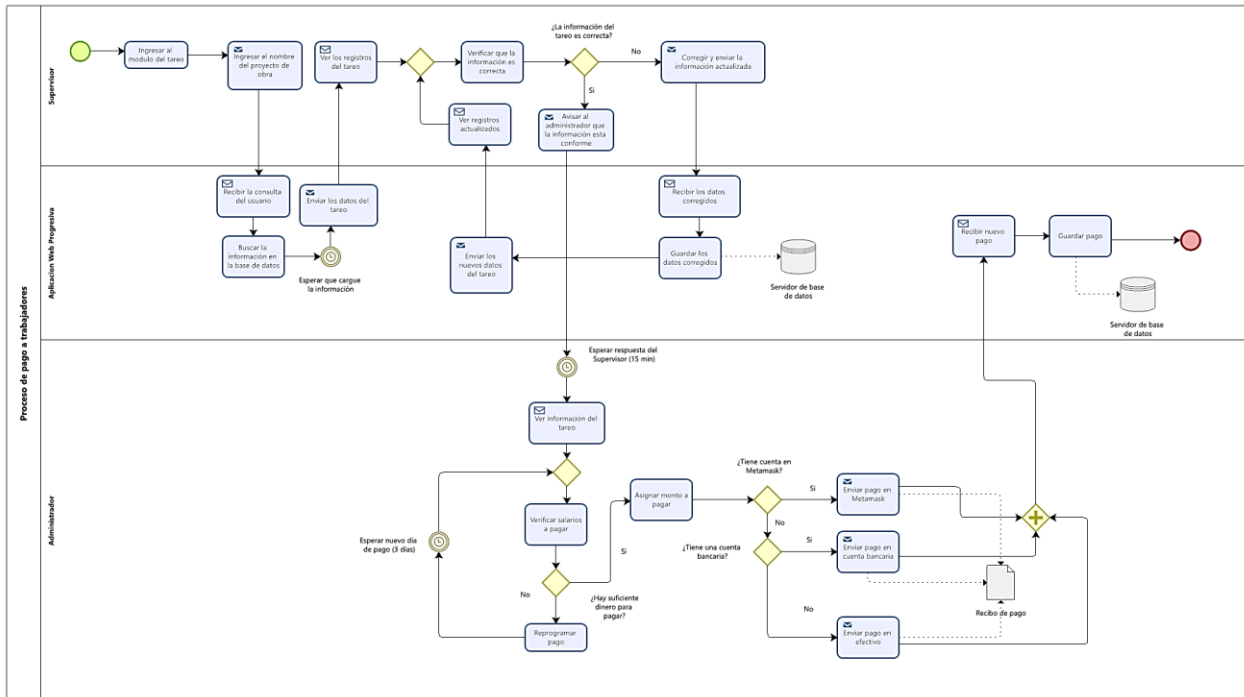 Proceso de pago a trabajadores
Supervisor
Ingresar al
modulo del tareo
Ingresar el nombre
del proyecto de
obra
Ver los registros
del tareo
Verificar que la
información es
correcta
¿La información del
tareo es correcta?
No
Si
Corregir y enviar la
información actualizada
Ver registros
actualizados
Avisar al
administrador que
la información esta
conforme
Aplicacion Web Progresiva
Recibir la consulta
del usuario
Buscar la
información en
la base de datos
Esperar que cargue
la información
Enviar los datos del
tareo
Enviar los
nuevos datos
del tareo
Recibir los datos
corregidos
Guardar los
datos corregidos
Servidor de base
de datos
Recibir nuevo
pago
Guardar pago
Servidor de base
de datos
Administrador
Esperar respuesta del
Supervisor (15 min)
Ver información del
tareo
Verificar salarios
a pagar
Esperar nuevo día
de pago (3 días)
¿Hay suficiente
dinero para
pagar?
No
Si
Reprogramar
pago
Asignar monto a
pagar
¿Tiene cuenta en
Metamask?
Si
No
¿Tiene una cuenta
bancaria?
Si
No
Enviar pago en
Metamask
Enviar pago en
cuenta bancaria
Enviar pago en
efectivo
Recibo de pago